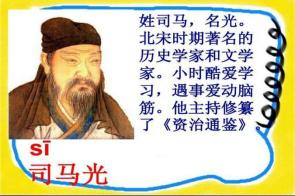 姓司马，名光。
北宋时期著名的
历史学家和文学
家。小时酷爱学
习，遇事爱动脑
筋。他主持修纂
了《资治通鉴》
sī
司马光